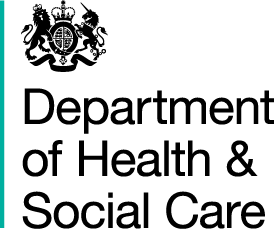 Department
of Health &
Social Care